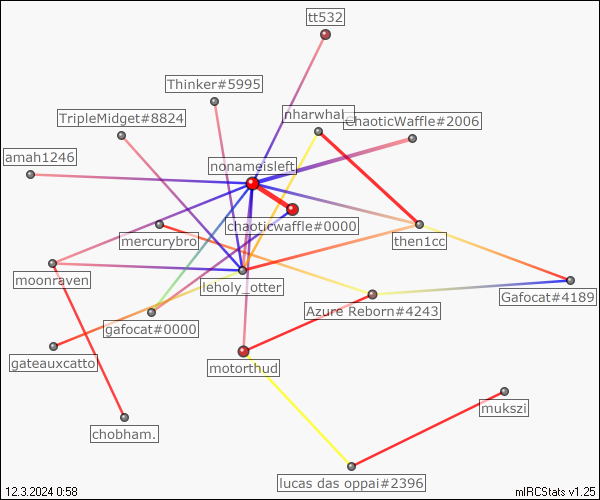 tt532
Thinker#5995
nharwhal_
TripleMidget#8824
ChaoticWaffle#2006
amah1246
nonameisleft
chaoticwaffle#0000
mercurybro
then1cc
moonraven
leholy_otter
Gafocat#4189
Azure Reborn#4243
gafocat#0000
gateauxcatto
motorthud
mukszi
chobham.
lucas das oppai#2396
12.3.2024 0:58
mIRCStats v1.25